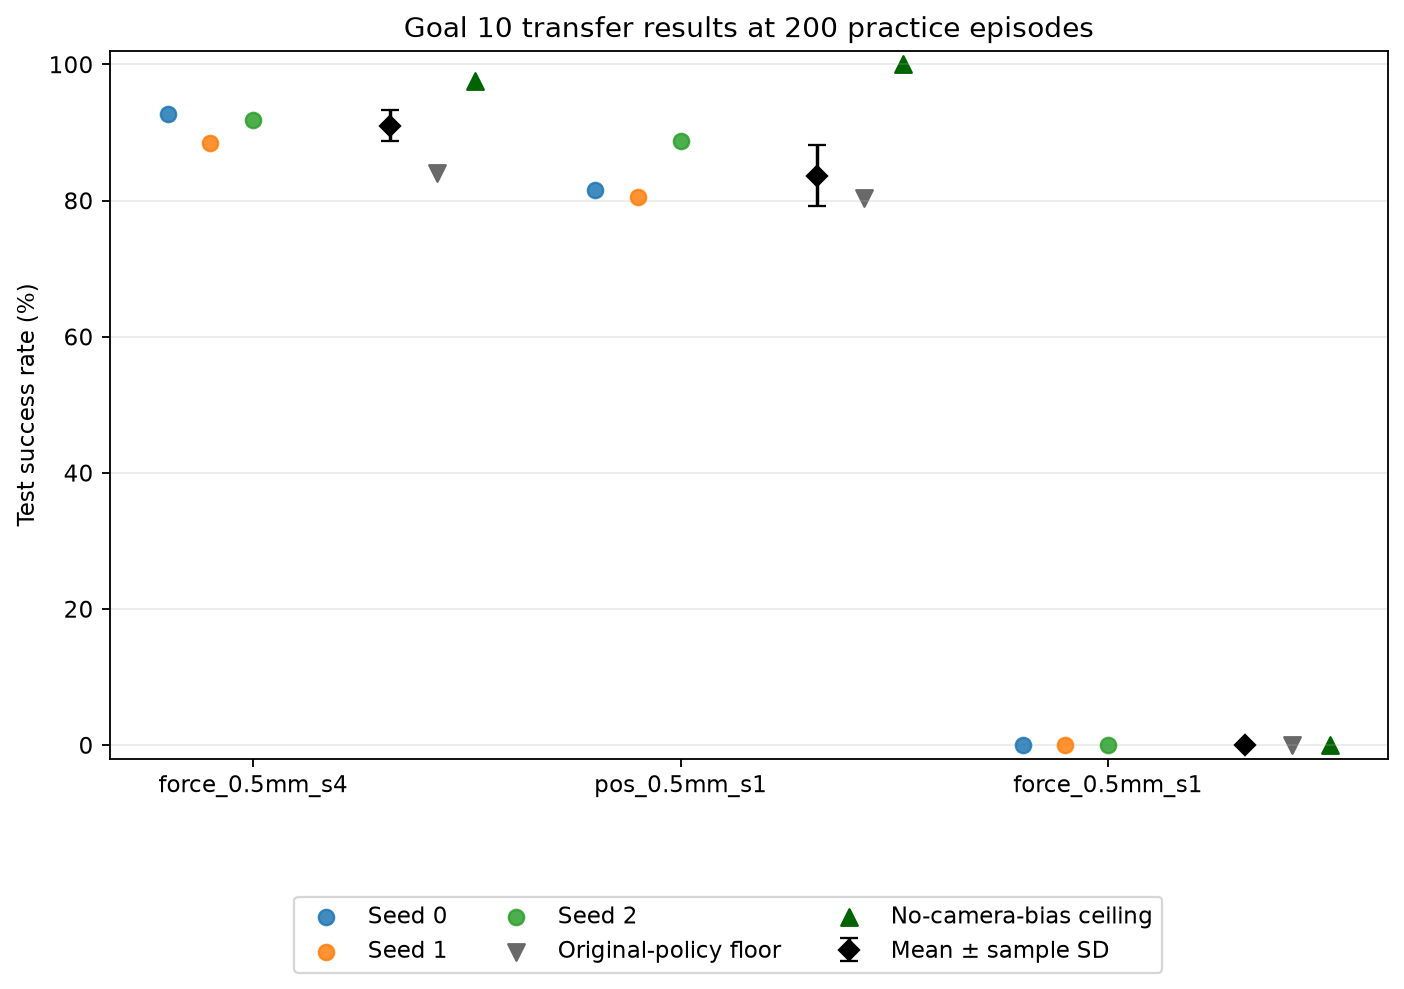 Goal 10 transfer results at 200 practice episodes
Test success rate (%)
100
80
60
40
20
0
force_0.5mm_s4
pos_0.5mm_s1
force_0.5mm_s1
Seed 0
Seed 1
Seed 2
Original-policy floor
No-camera-bias ceiling
Mean ± sample SD